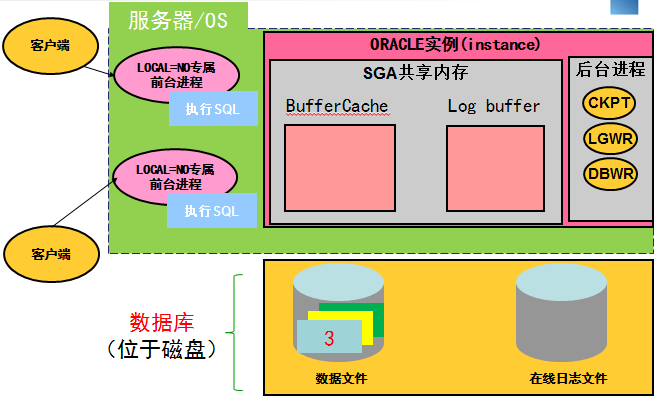 服务器/OS
客户端
LOCAL=NO专属
前台进程
执行SQL
LOCAL=NO专属
前台进程
执行SQL
客户端
ORACLE实例(instance)
SGA共享内存
BufferCache
Log buffer
后台进程
CKPT
LGWR
DBWR
数据库
（位于磁盘）
3
数据文件
在线日志文件